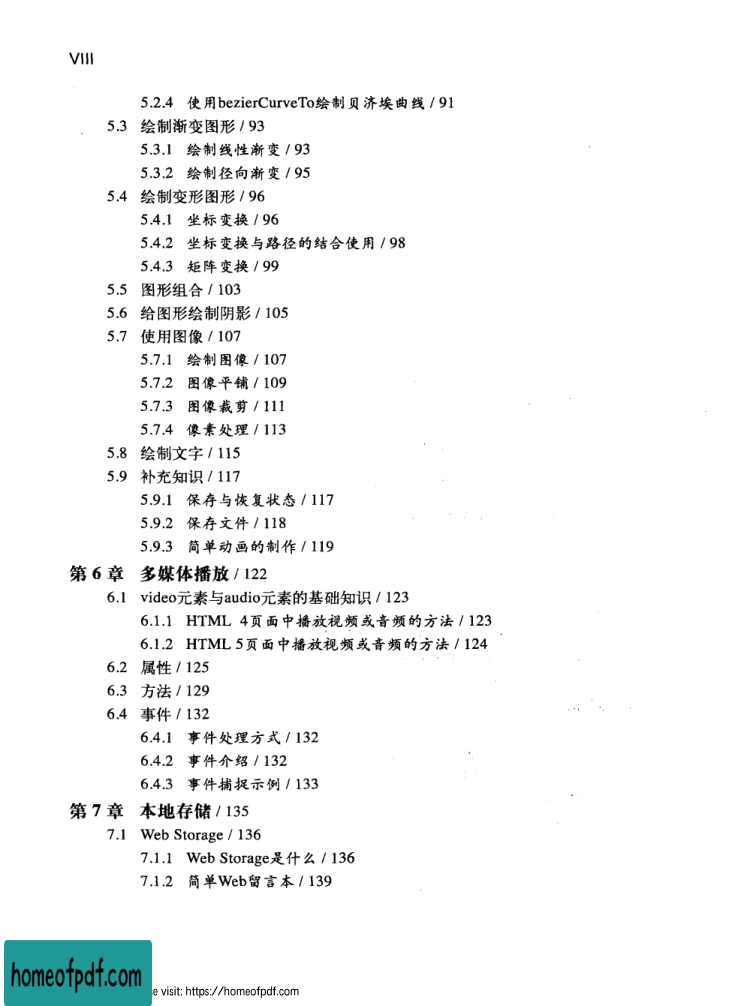 VIII
5.2.4 使用bezierCurveTo绘制贝济埃曲线 / 91
5.3 绘制渐变图形 / 93
5.3.1 绘制线性渐变 / 93
5.3.2 绘制径向渐变 / 95
5.4 绘制变形图形 / 96
5.4.1 坐标变换 / 96
5.4.2 坐标变换与路径的结合使用 / 98
5.4.3 矩阵变换 / 99
5.5 图形组合 / 103
5.6 给图形绘制阴影 / 105
5.7 使用图像 / 107
5.7.1 绘制图像 / 107
5.7.2 图像平铺 / 109
5.7.3 图像裁剪 / 111
5.7.4 像素处理 / 113
5.8 绘制文字 / 115
5.9 补充知识 / 117
5.9.1 保存与恢复状态 / 117
5.9.2 保存文件 / 118
5.9.3 简单动画的制作 / 119
第 6 章 多媒体播放 / 122
6.1 video元素与audio元素的基础知识 / 123
6.1.1 HTML 4页面中播放视频或音频的方法 / 123
6.1.2 HTML 5页面中播放视频或音频的方法 / 124
6.2 属性 / 125
6.3 方法 / 129
6.4 事件 / 132
6.4.1 事件处理方式 / 132
6.4.2 事件介绍 / 132
6.4.3 事件捕捉示例 / 133
第 7 章 本地存储 / 135
7.1 Web Storage / 136
7.1.1 Web Storage是什么 / 136
7.1.2 简单Web留言本 / 139
homeofpdf.com
e visit: https://homeofpdf.com